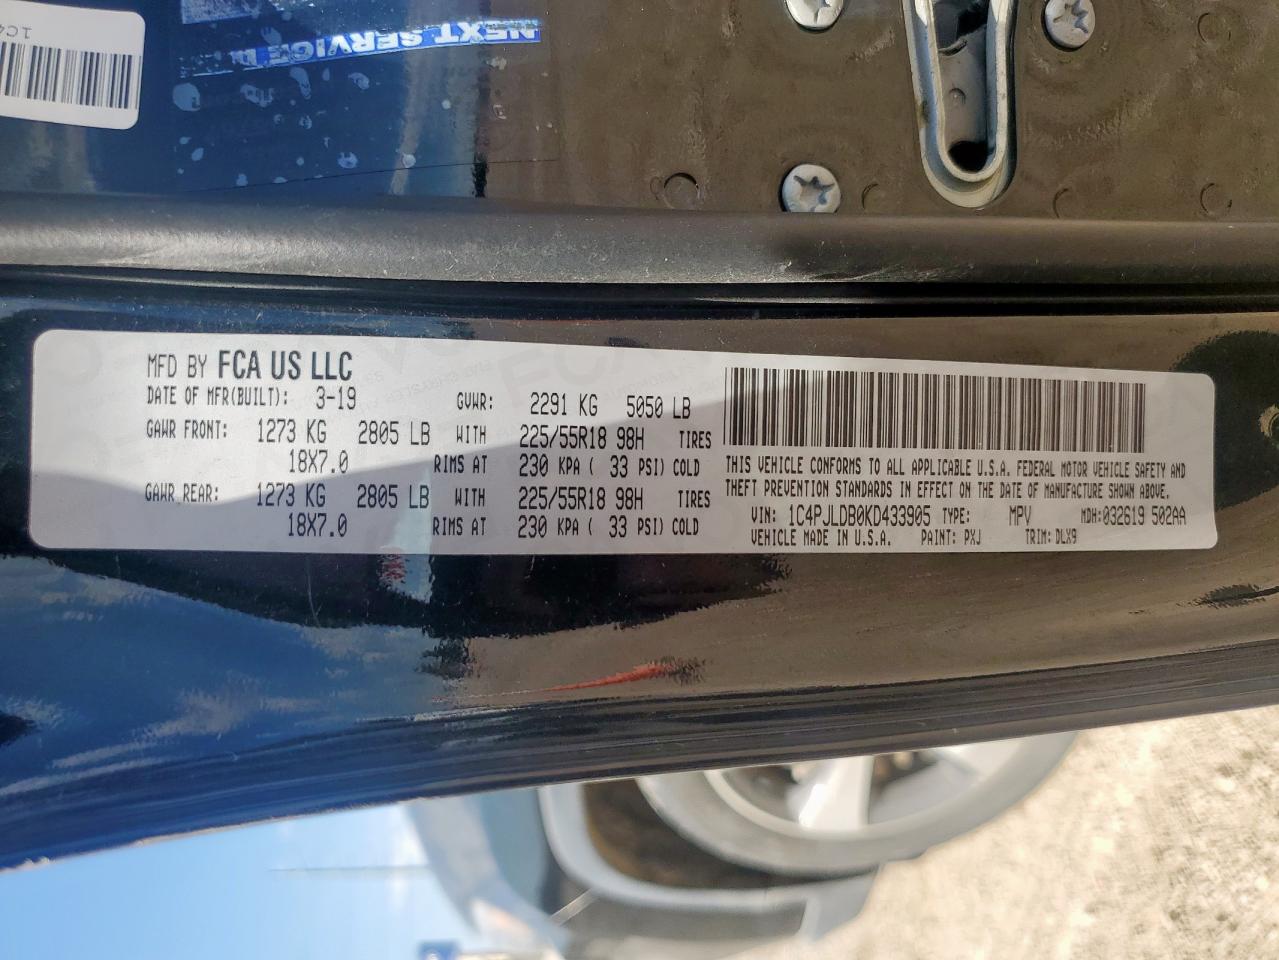 1C4
NEXT SERVICE D
MFD BY FCA US LLC
DATE OF MFR(BUILT): 3-19 GVWR: 2291 KG 5050 LB
GAWR FRONT: 1273 KG 2805 LB WITH 225/55R18 98H TIRES
18X7.0 RIMS AT 230 KPA ( 33 PSI) COLD
GAWR REAR: 1273 KG 2805 LB WITH 225/55R18 98H TIRES
18X7.0 RIMS AT 230 KPA ( 33 PSI) COLD
THIS VEHICLE CONFORMS TO ALL APPLICABLE U.S.A. FEDERAL MOTOR VEHICLE SAFETY AND
THEFT PREVENTION STANDARDS IN EFFECT ON THE DATE OF MANUFACTURE SHOWN ABOVE.
VIN: 1C4PJLDB0KD433905 TYPE: MPV MDH:032619 502AA
VEHICLE MADE IN U.S.A. PAINT: PXJ TRIM: DLX9